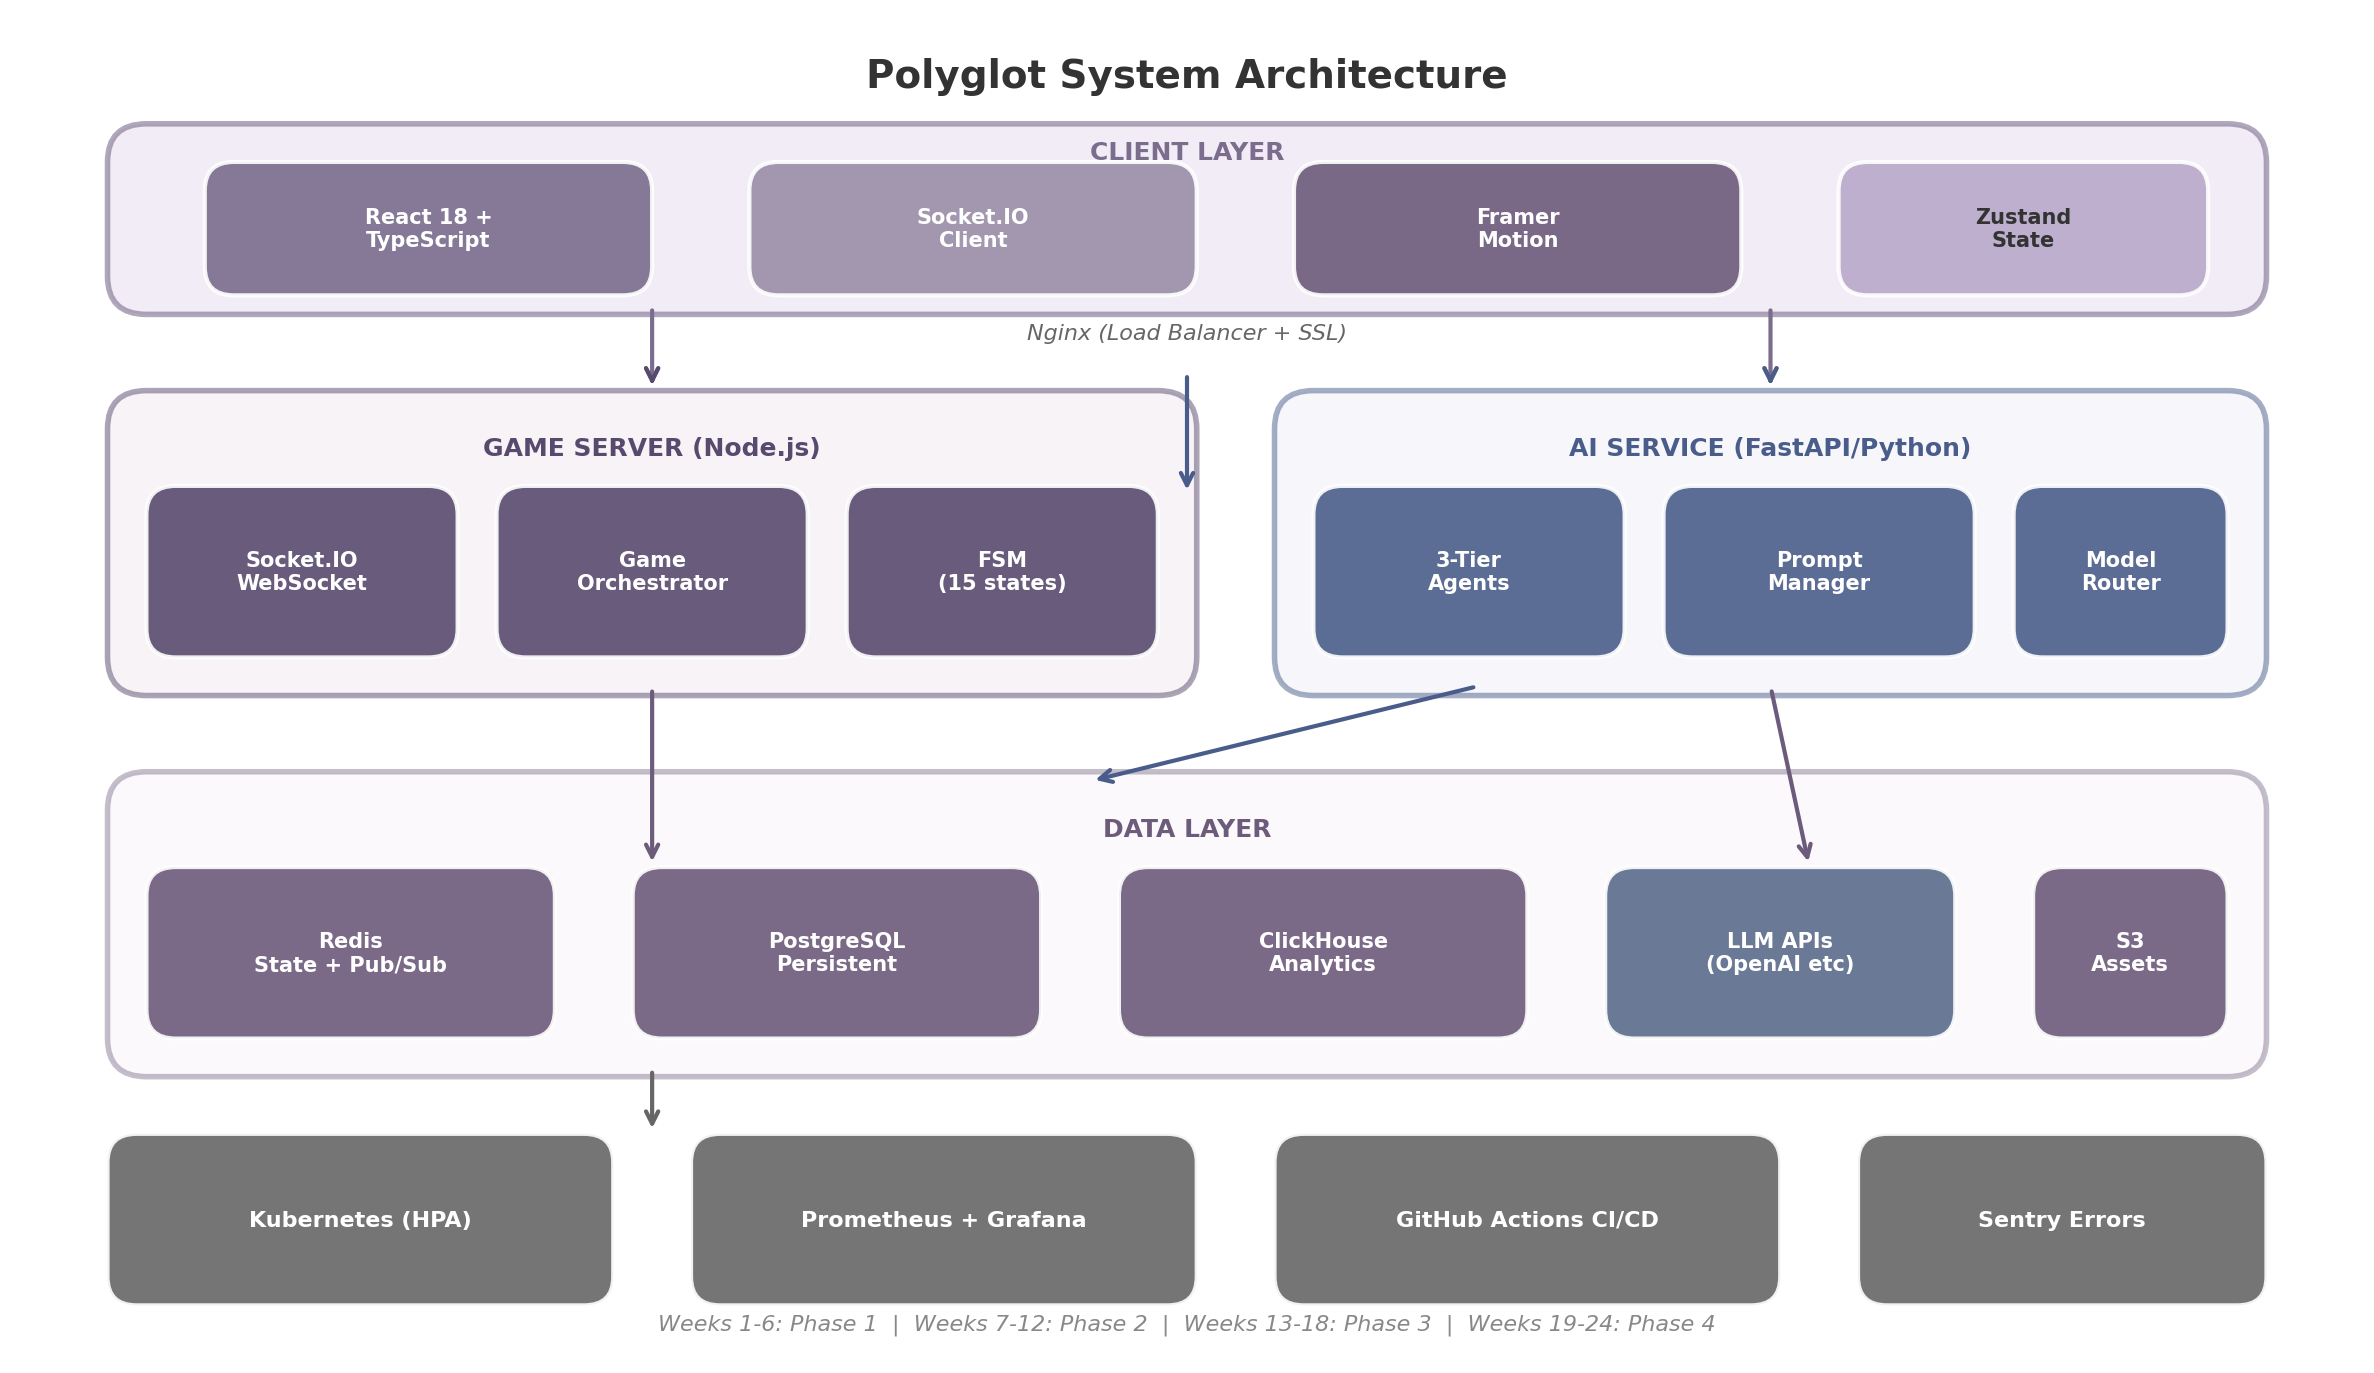 Polyglot System Architecture
CLIENT LAYER
React 18 +
TypeScript
Socket.IO
Client
Framer
Motion
Zustand
State
Nginx (Load Balancer + SSL)
GAME SERVER (Node.js)
Socket.IO
WebSocket
Game
Orchestrator
FSM
(15 states)
AI SERVICE (FastAPI/Python)
3-Tier
Agents
Prompt
Manager
Model
Router
DATA LAYER
Redis
State + Pub/Sub
PostgreSQL
Persistent
ClickHouse
Analytics
LLM APIs
(OpenAI etc)
S3
Assets
Kubernetes (HPA)
Prometheus + Grafana
GitHub Actions CI/CD
Sentry Errors
Weeks 1-6: Phase 1 | Weeks 7-12: Phase 2 | Weeks 13-18: Phase 3 | Weeks 19-24: Phase 4